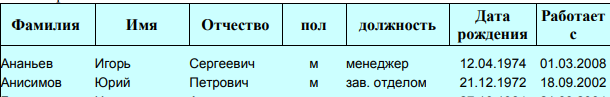 Фамилия Имя Отчество пол должность Дата рождения Работает с
Ананьев Игорь Сергеевич м менеджер 12.04.1974 01.03.2008
Анисимов Юрий Петрович м зав. отделом 21.12.1972 18.09.2002